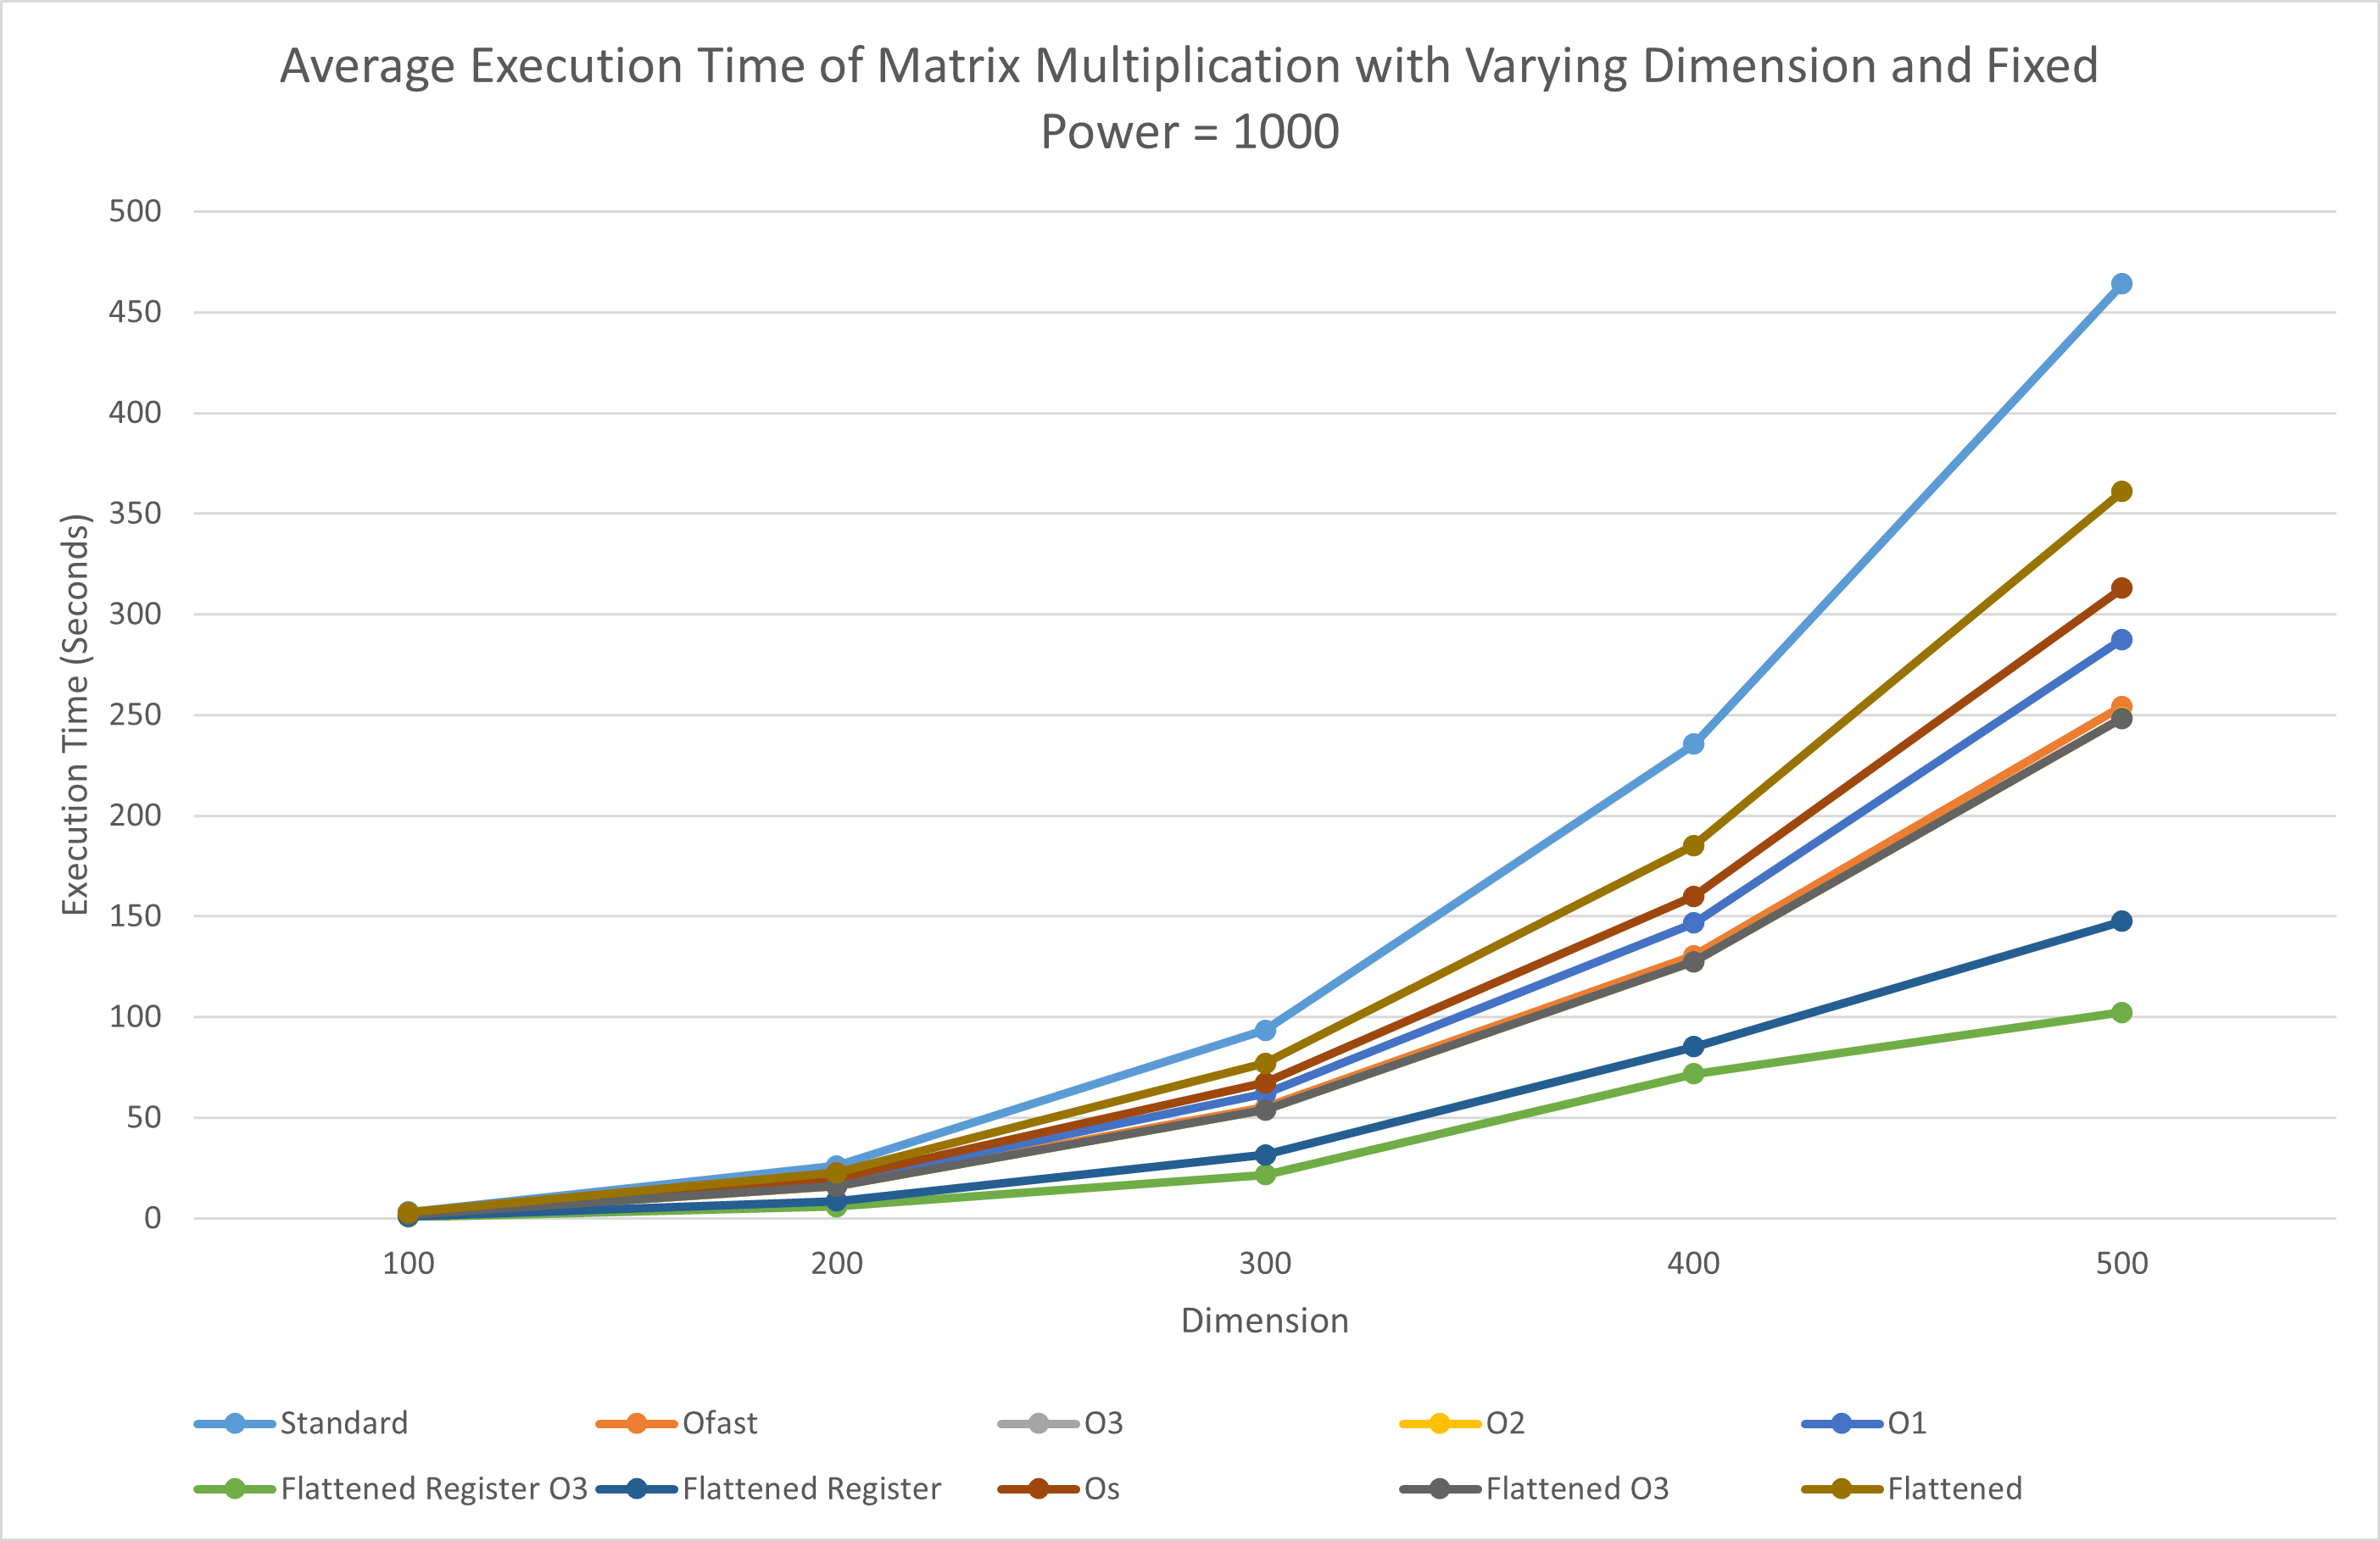 Average Execution Time of Matrix Multiplication with Varying Dimension and Fixed
Power = 1000
500
450
400
350
300
250
200
150
100
50
0
Execution Time (Seconds)
100 200 300 400 500
Dimension
Standard Ofast O3 O2 O1
Flattened Register O3 Flattened Register Os Flattened O3 Flattened